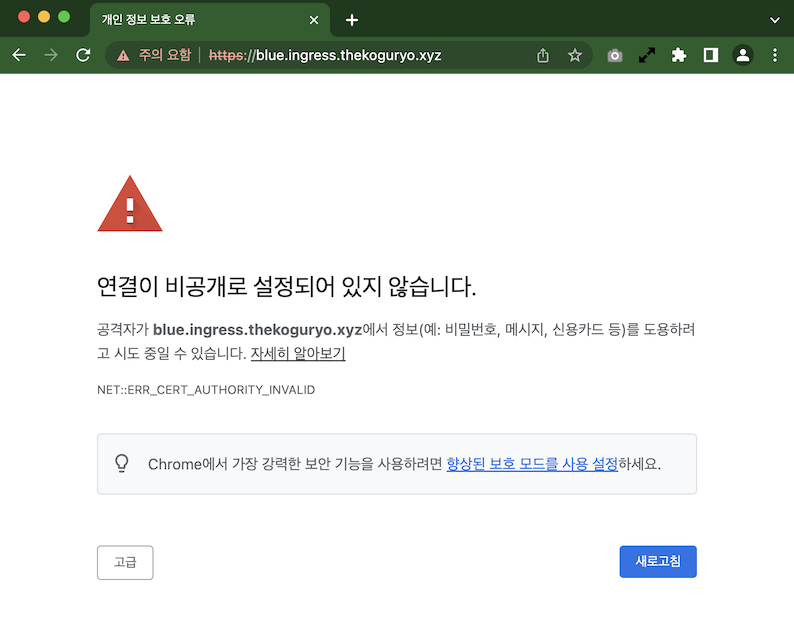 개인 정보 보호 오류
주의 요함 | https://blue.ingress.thekoguryo.xyz
연결이 비공개로 설정되어 있지 않습니다.
공격자가 blue.ingress.thekoguryo.xyz에서 정보(예: 비밀번호, 메시지, 신용카드 등)를 도용하려
고 시도 중일 수 있습니다. 자세히 알아보기
NET::ERR_CERT_AUTHORITY_INVALID
Chrome에서 가장 강력한 보안 기능을 사용하려면 향상된 보호 모드를 사용 설정하세요.
고급
새로고침